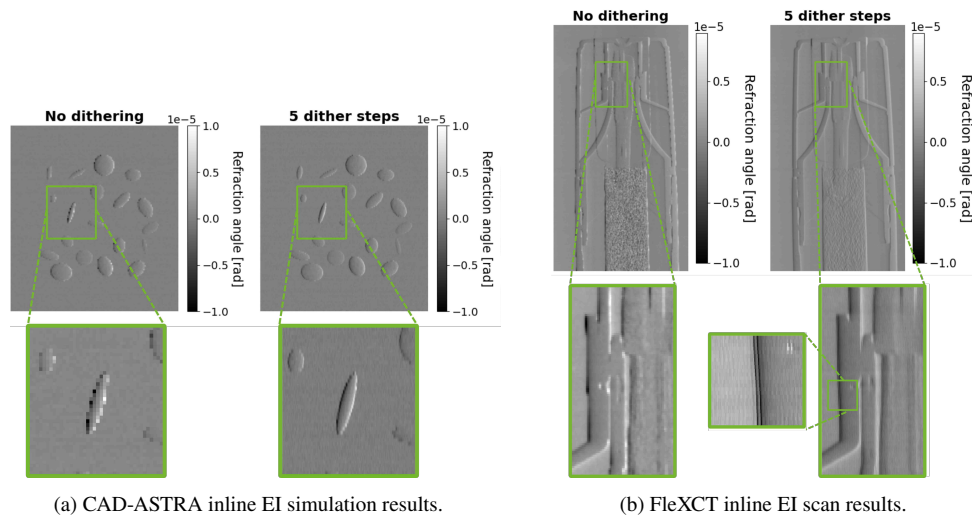 No dithering
5 dither steps
1e−5
1.0
0.5
0.0
−0.5
−1.0
Refraction angle [rad]
1e−5
1.0
0.5
0.0
−0.5
−1.0
Refraction angle [rad]
(a) CAD-ASTRA inline EI simulation results.
No dithering
5 dither steps
1e−5
0.5
0.0
−0.5
−1.0
Refraction angle [rad]
1e−5
0.5
0.0
−0.5
−1.0
Refraction angle [rad]
(b) FleXCT inline EI scan results.